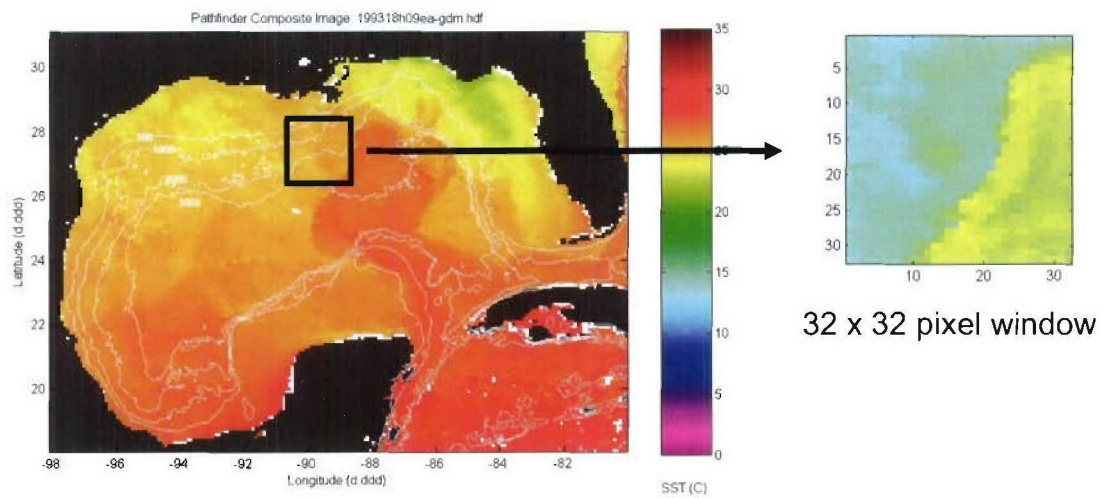 Pathfinder Composite Image 199318h09ea-gdm.hdf
30
28
26
24
22
20
Latitude (d.ddd)
-98 -96 -94 -92 -90 -88 -86 -84 -82
Longitude (d.ddd)
35
30
25
20
15
10
5
0
SST (C)
5
10
15
20
25
30
10 20 30
32 x 32 pixel window